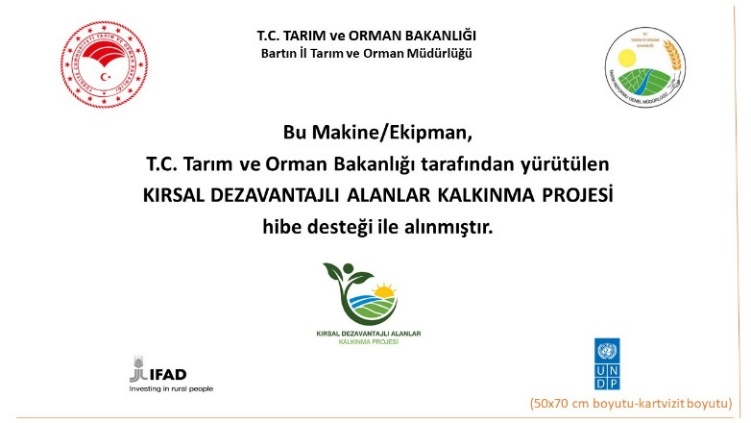 T.C. TARIM ve ORMAN BAKANLIĞI
Bartın İl Tarım ve Orman Müdürlüğü
Bu Makine/Ekipman,
T.C. Tarım ve Orman Bakanlığı tarafından yürütülen
KIRSAL DEZAVANTAJLI ALANLAR KALKINMA PROJESİ
hibe desteği ile alınmıştır.
KIRSAL DEZAVANTAJLI ALANLAR
KALKINMA PROJESİ
IFAD
Investing in rural people
UN
DP
(50x70 cm boyutu-kartvizit boyutu)